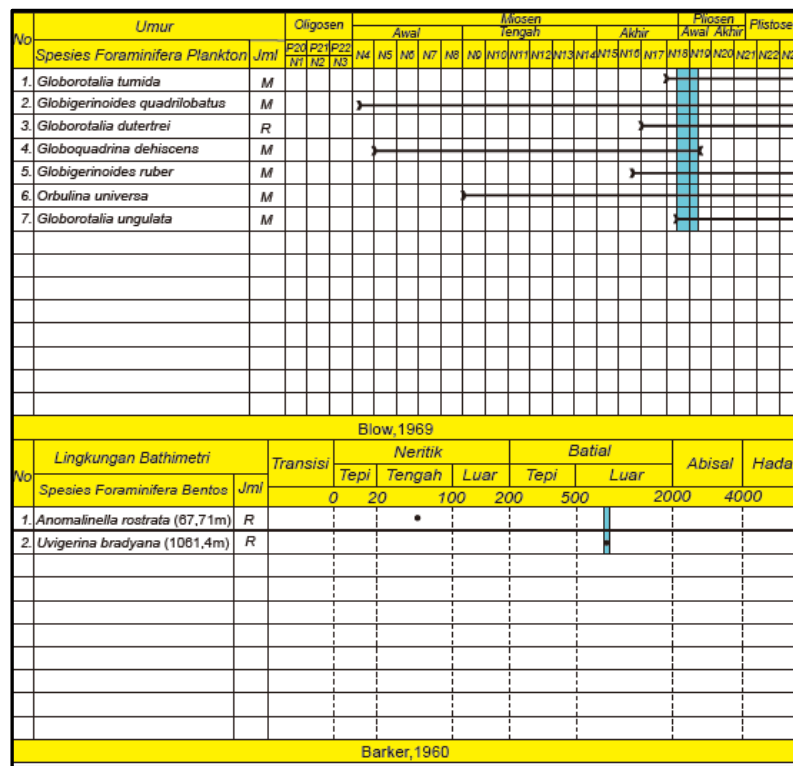 No Umur Oligosen Miosen Pliosen Plistose
Awal Tengah Akhir Awal Akhir
Spesies Foraminifera Plankton Jml P20 P21 P22 N4 N5 N6 N7 N8 N9 N10 N11 N12 N13 N14 N15 N16 N17 N18 N19 N20 N21 N22
N1 N2 N3
1. Globorotalia tumida M
2. Globigerinoides quadrilobatus M
3. Globorotalia dutertrei R
4. Globoquadrina dehiscens M
5. Globigerinoides ruber M
6. Orbulina universa M
7. Globorotalia ungulata M
Blow,1969
No Lingkungan Bathimetri Transisi Neritik Batial Abisal Hada
Tepi Tengah Luar Tepi Luar
Spesies Foraminifera Bentos Jml
0 20 100 200 500 2000 4000
1. Anomalinella rostrata (67,71m) R
2. Uvigerina bradyana (1061,4m) R
Barker,1960